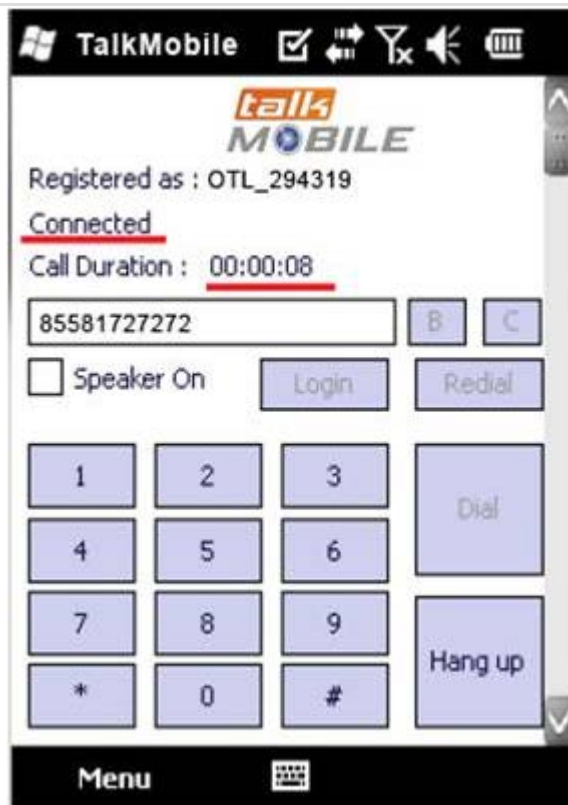 TalkMobile
talk
MOBILE
Registered as : OTL_294319
Connected
Call Duration : 00:00:08
85581727272 B C
Speaker On Login Redial
1 2 3 Dial
4 5 6
7 8 9 Hang up
* 0 #
Menu